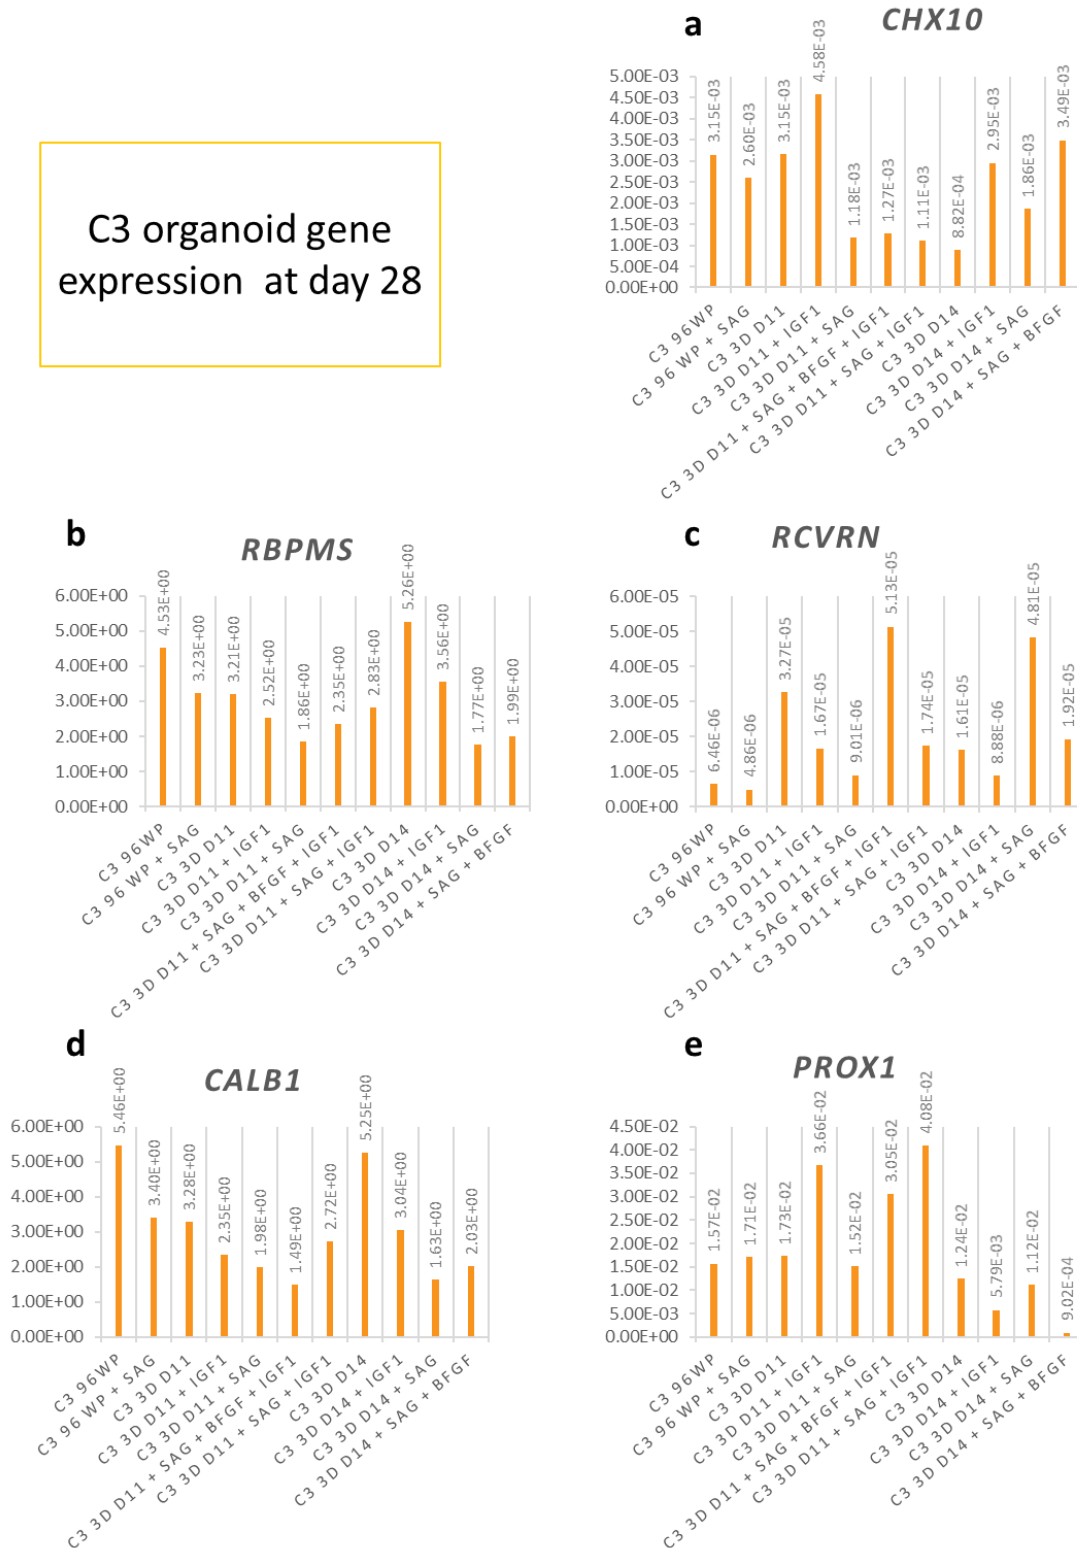 a
CHX10
C3 organoid gene
expression at day 28
5.00E-03
4.50E-03
4.00E-03
3.50E-03
3.00E-03
2.50E-03
2.00E-03
1.50E-03
1.00E-03
5.00E-04
0.00E+00
3.15E-03
2.60E-03
3.15E-03
4.58E-03
1.18E-03
1.27E-03
1.11E-03
8.82E-04
2.95E-03
1.86E-03
3.49E-03
C3 96WP
C3 96 WP + SAG
C3 3D D11
C3 3D D11 + IGF1
C3 3D D11 + SAG
C3 3D D11 + SAG + BFGF + IGF1
C3 3D D11 + SAG + IGF1
C3 3D D14
C3 3D D14 + IGF1
C3 3D D14 + SAG
C3 3D D14 + SAG + BFGF
b
RBPMS
6.00E+00
5.00E+00
4.00E+00
3.00E+00
2.00E+00
1.00E+00
0.00E+00
4.53E+00
3.23E+00
3.21E+00
2.52E+00
1.86E+00
2.35E+00
2.83E+00
5.26E+00
3.56E+00
1.77E+00
1.99E+00
C3 96WP
C3 96 WP + SAG
C3 3D D11
C3 3D D11 + IGF1
C3 3D D11 + SAG
C3 3D D11 + SAG + BFGF + IGF1
C3 3D D11 + SAG + IGF1
C3 3D D14
C3 3D D14 + IGF1
C3 3D D14 + SAG
C3 3D D14 + SAG + BFGF
c
RCVRN
6.00E-05
5.00E-05
4.00E-05
3.00E-05
2.00E-05
1.00E-05
0.00E+00
6.46E-06
4.86E-06
3.27E-05
1.67E-05
9.01E-06
5.13E-05
1.74E-05
1.61E-05
8.88E-06
4.81E-05
1.92E-05
C3 96WP
C3 96 WP + SAG
C3 3D D11
C3 3D D11 + IGF1
C3 3D D11 + SAG
C3 3D D11 + SAG + BFGF + IGF1
C3 3D D11 + SAG + IGF1
C3 3D D14
C3 3D D14 + IGF1
C3 3D D14 + SAG
C3 3D D14 + SAG + BFGF
d
CALB1
6.00E+00
5.00E+00
4.00E+00
3.00E+00
2.00E+00
1.00E+00
0.00E+00
5.46E+00
3.40E+00
3.28E+00
2.35E+00
1.98E+00
1.49E+00
2.72E+00
5.25E+00
3.04E+00
1.63E+00
2.03E+00
C3 96WP
C3 96 WP + SAG
C3 3D D11
C3 3D D11 + IGF1
C3 3D D11 + SAG
C3 3D D11 + SAG + BFGF + IGF1
C3 3D D11 + SAG + IGF1
C3 3D D14
C3 3D D14 + IGF1
C3 3D D14 + SAG
C3 3D D14 + SAG + BFGF
e
PROX1
4.50E-02
4.00E-02
3.50E-02
3.00E-02
2.50E-02
2.00E-02
1.50E-02
1.00E-02
5.00E-03
0.00E+00
1.57E-02
1.71E-02
1.73E-02
3.66E-02
1.52E-02
3.05E-02
4.08E-02
1.24E-02
5.79E-03
1.12E-02
9.02E-04
C3 96WP
C3 96 WP + SAG
C3 3D D11
C3 3D D11 + IGF1
C3 3D D11 + SAG
C3 3D D11 + SAG + BFGF + IGF1
C3 3D D11 + SAG + IGF1
C3 3D D14
C3 3D D14 + IGF1
C3 3D D14 + SAG
C3 3D D14 + SAG + BFGF